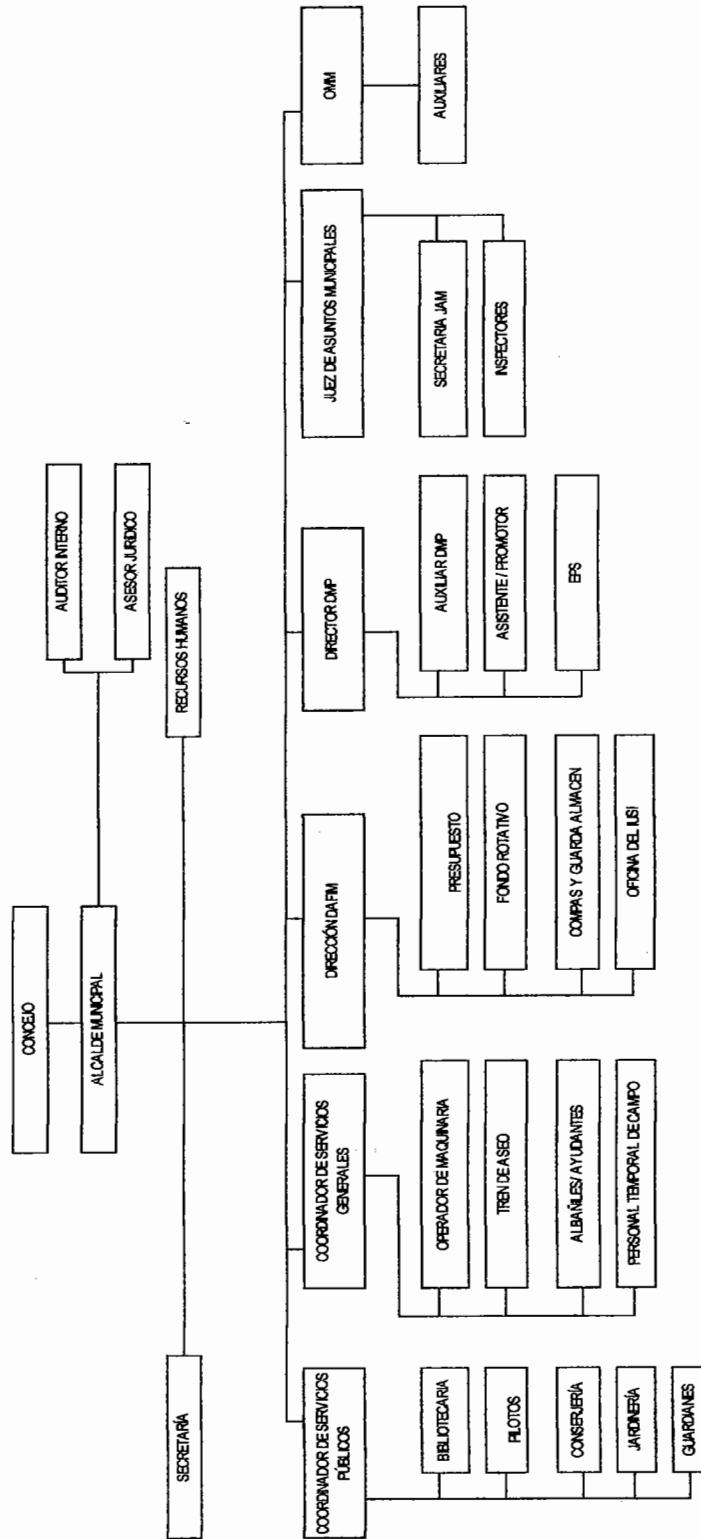 CONCEJO
ALCALDE MUNICIPAL
AUDITOR INTERNO
ASESOR JURIDICO
SECRETARÍA
RECURSOS HUMANOS
COORDINADOR DE SERVICIOS
PÚBLICOS
BIBLIOTECARIA
PILOTOS
CONSERJERÍA
JARDINERÍA
GUARDIANES
COORDINADOR DE SERVICIOS
GENERALES
OPERADOR DE MAQUINARIA
TREN DE ASEO
ALBAÑILES/ AYUDANTES
PERSONAL TEMPORAL DE CAMPO
DIRECCIÓN DAFIM
PRESUPUESTO
FONDO ROTATIVO
COMPAS Y GUARDA ALMACEN
OFICINA DEL IUSI
DIRECTOR DMP
AUXILIAR DMP
ASISTENTE / PROMOTOR
EPS
JUEZ DE ASUNTOS MUNICIPALES
SECRETARIA JAM
INSPECTORES
OMM
AUXILIARES